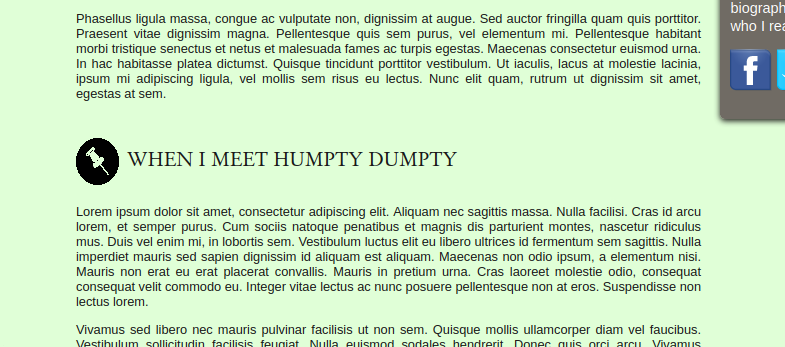 Phasellus ligula massa, congue ac vulputate non, dignissim at augue. Sed auctor fringilla quam quis porttitor.
Praesent vitae dignissim magna. Pellentesque quis sem purus, vel elementum mi. Pellentesque habitant
morbi tristique senectus et netus et malesuada fames ac turpis egestas. Maecenas consectetur euismod urna.
In hac habitasse platea dictumst. Quisque tincidunt porttitor vestibulum. Ut iaculis, lacus at molestie lacinia,
ipsum mi adipiscing ligula, vel mollis sem risus eu lectus. Nunc elit quam, rutrum ut dignissim sit amet,
egestas at sem.
WHEN I MEET HUMPTY DUMPTY
Lorem ipsum dolor sit amet, consectetur adipiscing elit. Aliquam nec sagittis massa. Nulla facilisi. Cras id arcu
lorem, et semper purus. Cum sociis natoque penatibus et magnis dis parturient montes, nascetur ridiculus
mus. Duis vel enim mi, in lobortis sem. Vestibulum luctus elit eu libero ultrices id fermentum sem sagittis. Nulla
imperdiet mauris sed sapien dignissim id aliquam est aliquam. Maecenas non odio ipsum, a elementum nisi.
Mauris non erat eu erat placerat convallis. Mauris in pretium urna. Cras laoreet molestie odio, consequat
consequat velit commodo eu. Integer vitae lectus ac nunc posuere pellentesque non at eros. Suspendisse non
lectus lorem.
Vivamus sed libero nec mauris pulvinar facilisis ut non sem. Quisque mollis ullamcorper diam vel faucibus.
Vestibulum sollicitudin facilisis feugiat. Nulla euismod sodales hendrerit. Donec quis orci arcu. Vivamus
biograph
who I rea
f